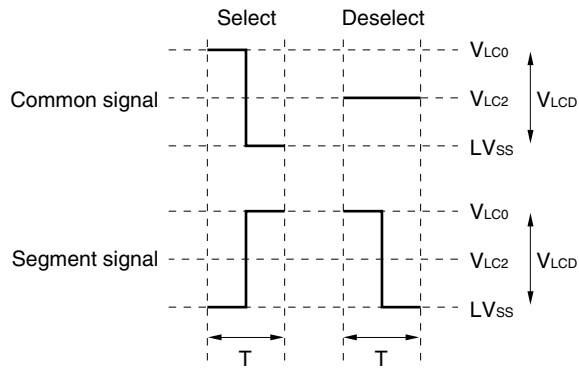 Select Deselect
VLC0
Common signal VLC2 VLCD
LVSS
VLC0
Segment signal VLC2 VLCD
LVSS
T T